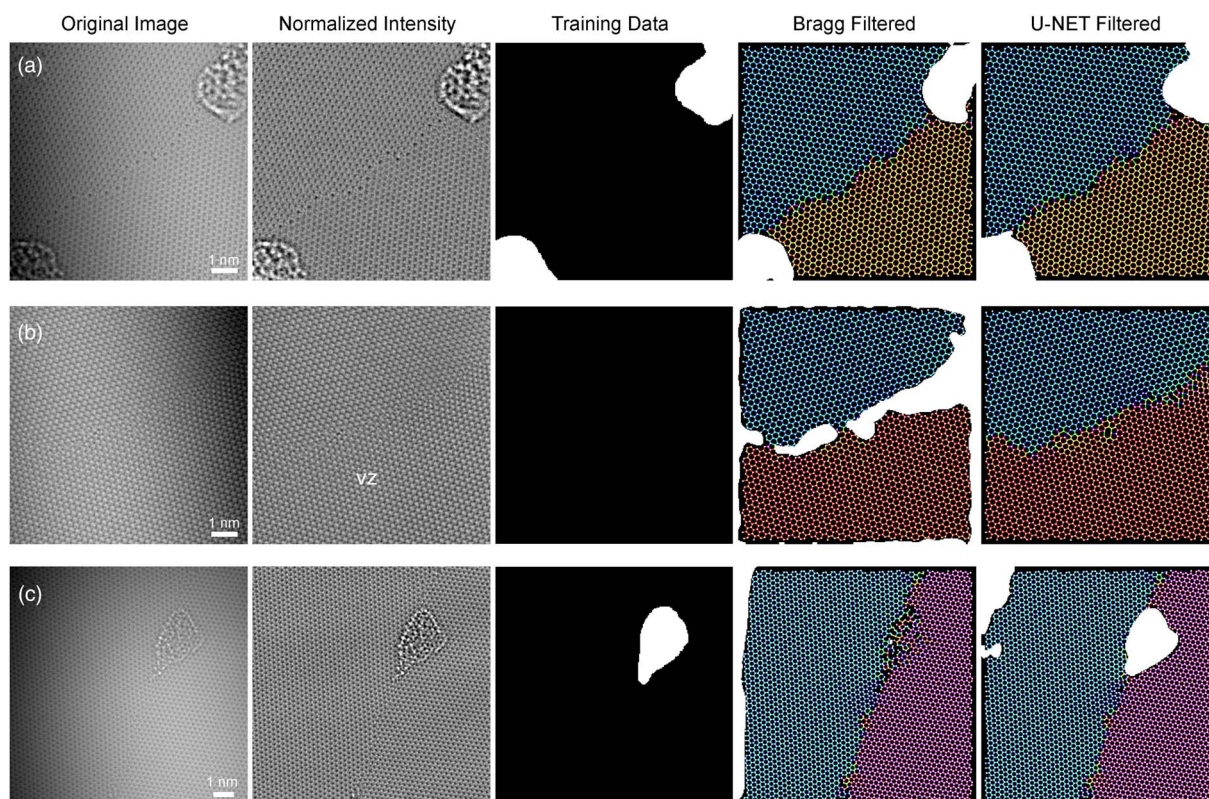 Original Image Normalized Intensity Training Data Bragg Filtered U-NET Filtered
(a)
1 nm
(b)
vz
1 nm
(c)
1 nm